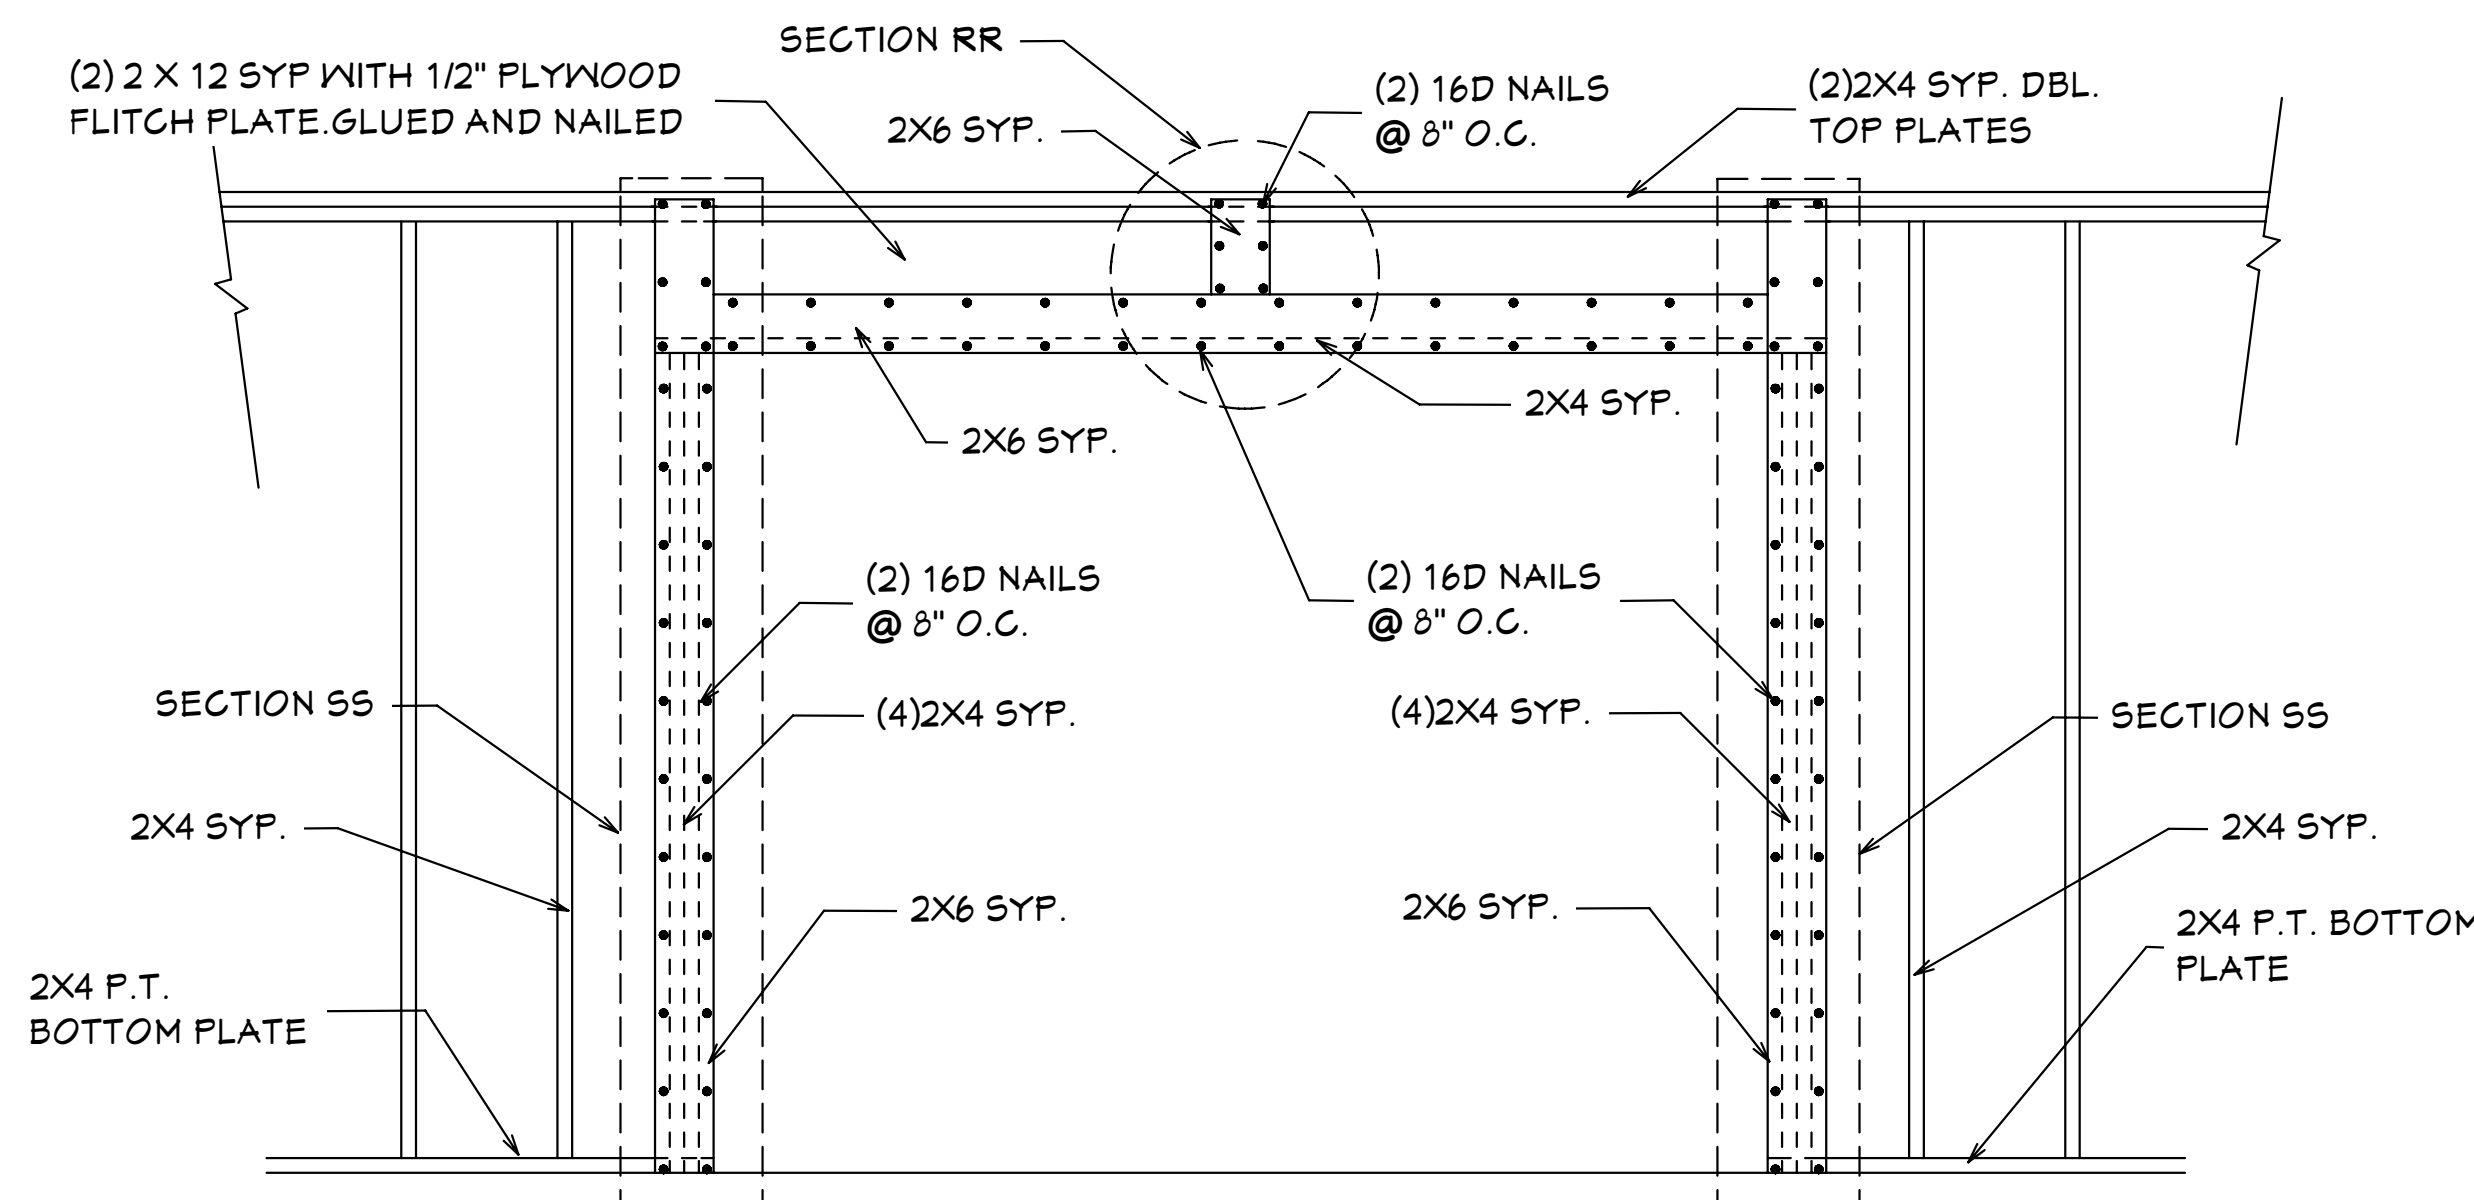 SECTION RR
(2) 2 X 12 SYP WITH 1/2" PLYWOOD
FLITCH PLATE.GLUED AND NAILED
2X6 SYP.
(2) 16D NAILS
@ 8" O.C.
(2)2X4 SYP. DBL.
TOP PLATES
2X4 SYP.
2X6 SYP.
(2) 16D NAILS
@ 8" O.C.
(2) 16D NAILS
@ 8" O.C.
SECTION SS
(4)2X4 SYP.
(4)2X4 SYP.
SECTION SS
2X4 SYP.
2X4 SYP.
2X6 SYP.
2X6 SYP.
2X4 P.T. BOTTOM
PLATE
2X4 P.T.
BOTTOM PLATE